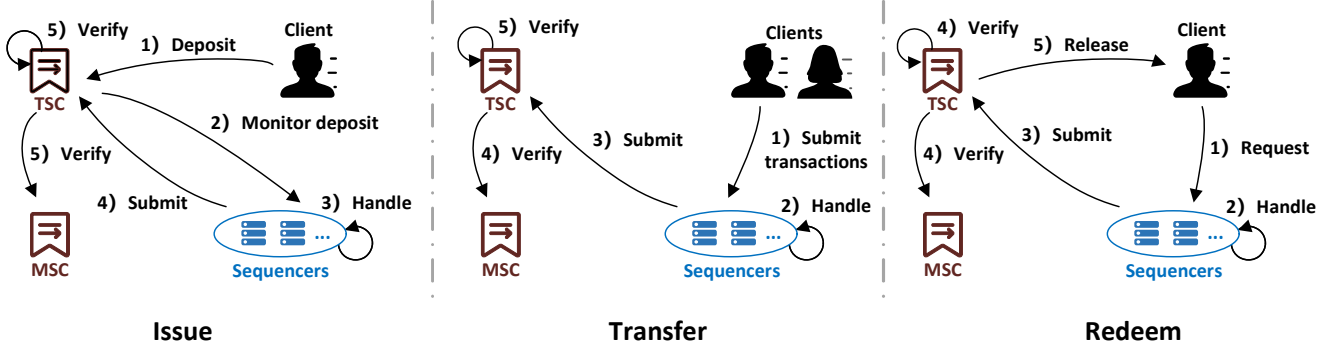 5) Verify
1) Deposit
Client
TSC
2) Monitor deposit
5) Verify
4) Submit
3) Handle
MSC
Sequencers
Issue
5) Verify
Clients
TSC
3) Submit
1) Submit
transactions
4) Verify
2) Handle
MSC
Sequencers
Transfer
4) Verify
5) Release
Client
TSC
3) Submit
1) Request
4) Verify
2) Handle
MSC
Sequencers
Redeem